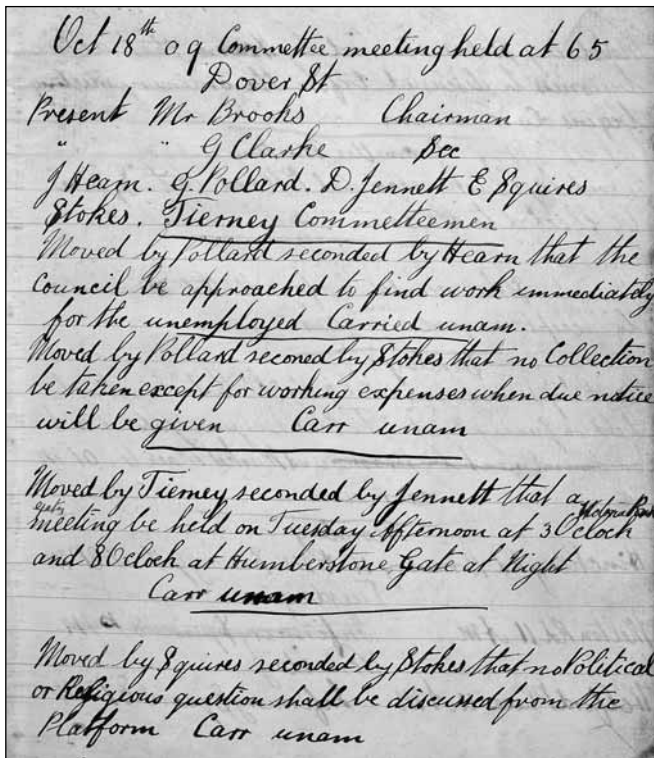 Oct 18th 09 Committee meeting held at 65
Dover St
Present Mr Brooks Chairman
" " G Clarke Sec
J Hearn. G. Pollard. D. Jennett E Squires
Stokes. Tierney Committeemen
Moved by Pollard seconded by Hearn that the
Council be approached to find work immediately
for the unemployed Carried unam.
Moved by Pollard seconed by Stokes that no Collection
be taken except for working expenses when due notice
will be given Carr unam
Moved by Tierney seconded by Jennett that a
meeting be held on Tuesday Afternoon at 3 Oclock
and 8 Oclock at Humberstone Gate at Night
Carr unam
Moved by Squires seconded by Stokes that no Political
or Religious question shall be discussed from the
Platform Carr unam